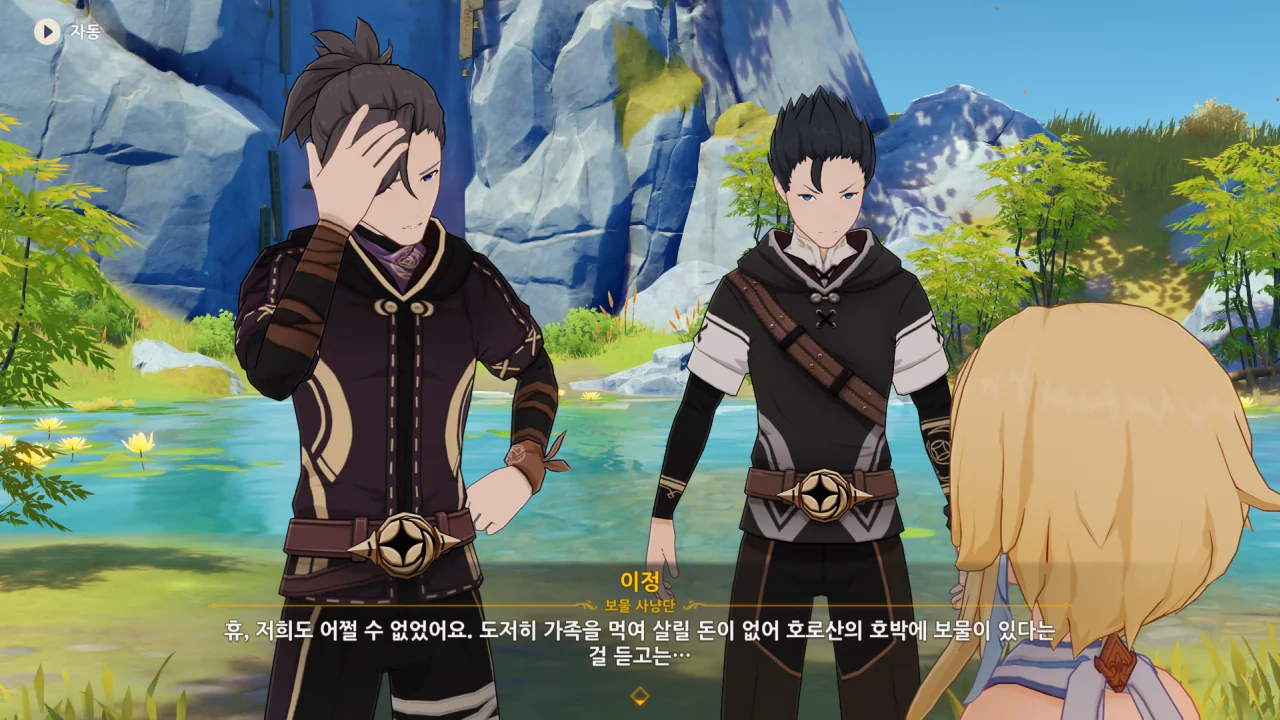 자동
이정
보물 사냥단
휴, 저희도 어쩔 수 없었어요. 도저히 가족을 먹여 살릴 돈이 없어 호로산의 호박에 보물이 있다는
걸 듣고는…